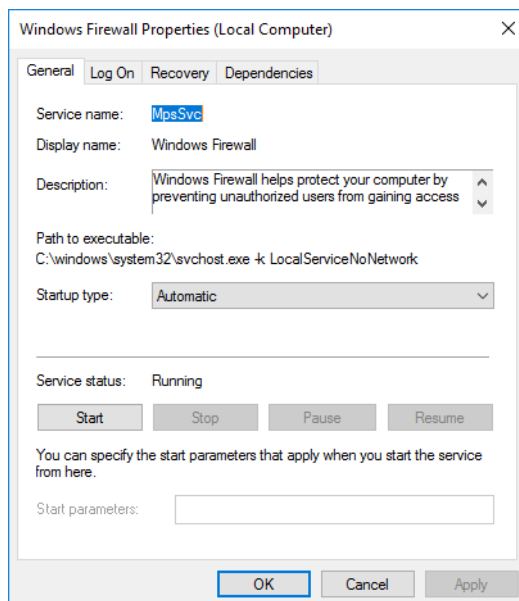 Windows Firewall Properties (Local Computer)
General Log On Recovery Dependencies
Service name: MpsSvc
Display name: Windows Firewall
Description: Windows Firewall helps protect your computer by
preventing unauthorized users from gaining access
Path to executable:
C:\windows\system32\svchost.exe -k LocalServiceNoNetwork
Startup type: Automatic
Service status: Running
Start Stop Pause Resume
You can specify the start parameters that apply when you start the service
from here.
Start parameters:
OK Cancel Apply